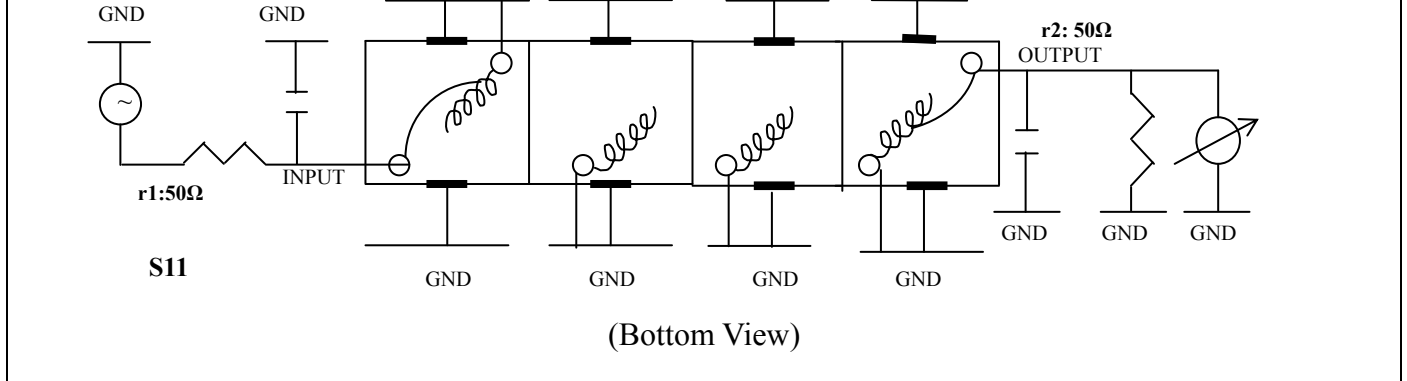 GND GND
r2: 50Ω
OUTPUT
~
INPUT
r1:50Ω
GND GND GND
S11
GND GND GND GND
(Bottom View)